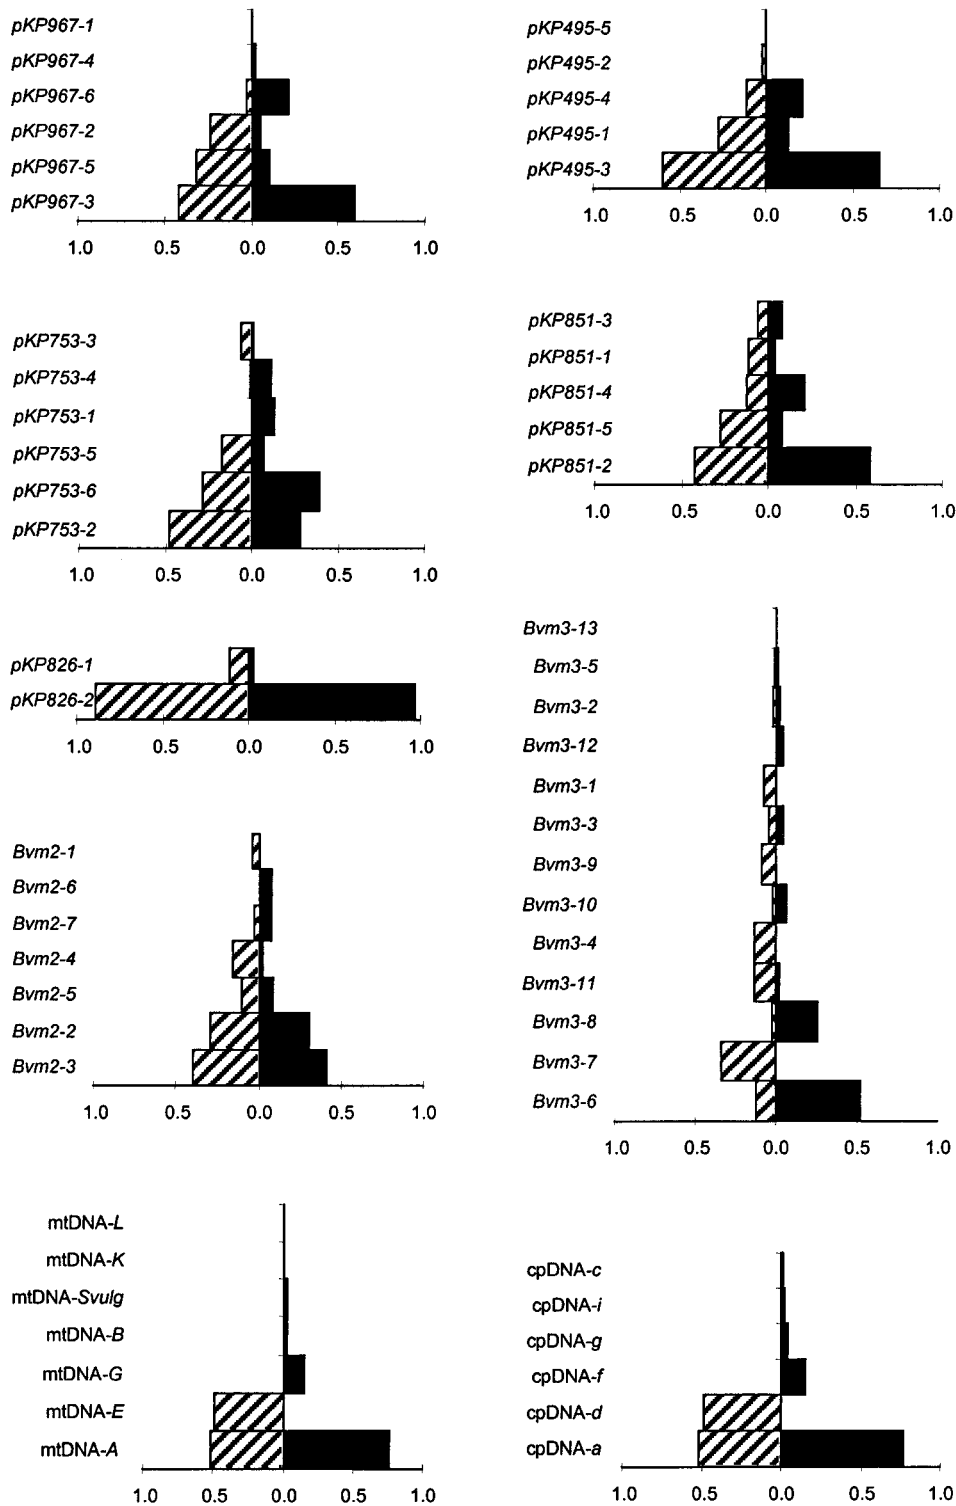 pKP967-1
pKP967-4
pKP967-6
pKP967-2
pKP967-5
pKP967-3
1.0 0.5 0.0 0.5 1.0
pKP495-5
pKP495-2
pKP495-4
pKP495-1
pKP495-3
1.0 0.5 0.0 0.5 1.0
pKP753-3
pKP753-4
pKP753-1
pKP753-5
pKP753-6
pKP753-2
1.0 0.5 0.0 0.5 1.0
pKP851-3
pKP851-1
pKP851-4
pKP851-5
pKP851-2
1.0 0.5 0.0 0.5 1.0
pKP826-1
pKP826-2
1.0 0.5 0.0 0.5 1.0
Bvm2-1
Bvm2-6
Bvm2-7
Bvm2-4
Bvm2-5
Bvm2-2
Bvm2-3
1.0 0.5 0.0 0.5 1.0
Bvm3-13
Bvm3-5
Bvm3-2
Bvm3-12
Bvm3-1
Bvm3-3
Bvm3-9
Bvm3-10
Bvm3-4
Bvm3-11
Bvm3-8
Bvm3-7
Bvm3-6
1.0 0.5 0.0 0.5 1.0
mtDNA-L
mtDNA-K
mtDNA-Svulg
mtDNA-B
mtDNA-G
mtDNA-E
mtDNA-A
1.0 0.5 0.0 0.5 1.0
cpDNA-c
cpDNA-i
cpDNA-g
cpDNA-f
cpDNA-d
cpDNA-a
1.0 0.5 0.0 0.5 1.0